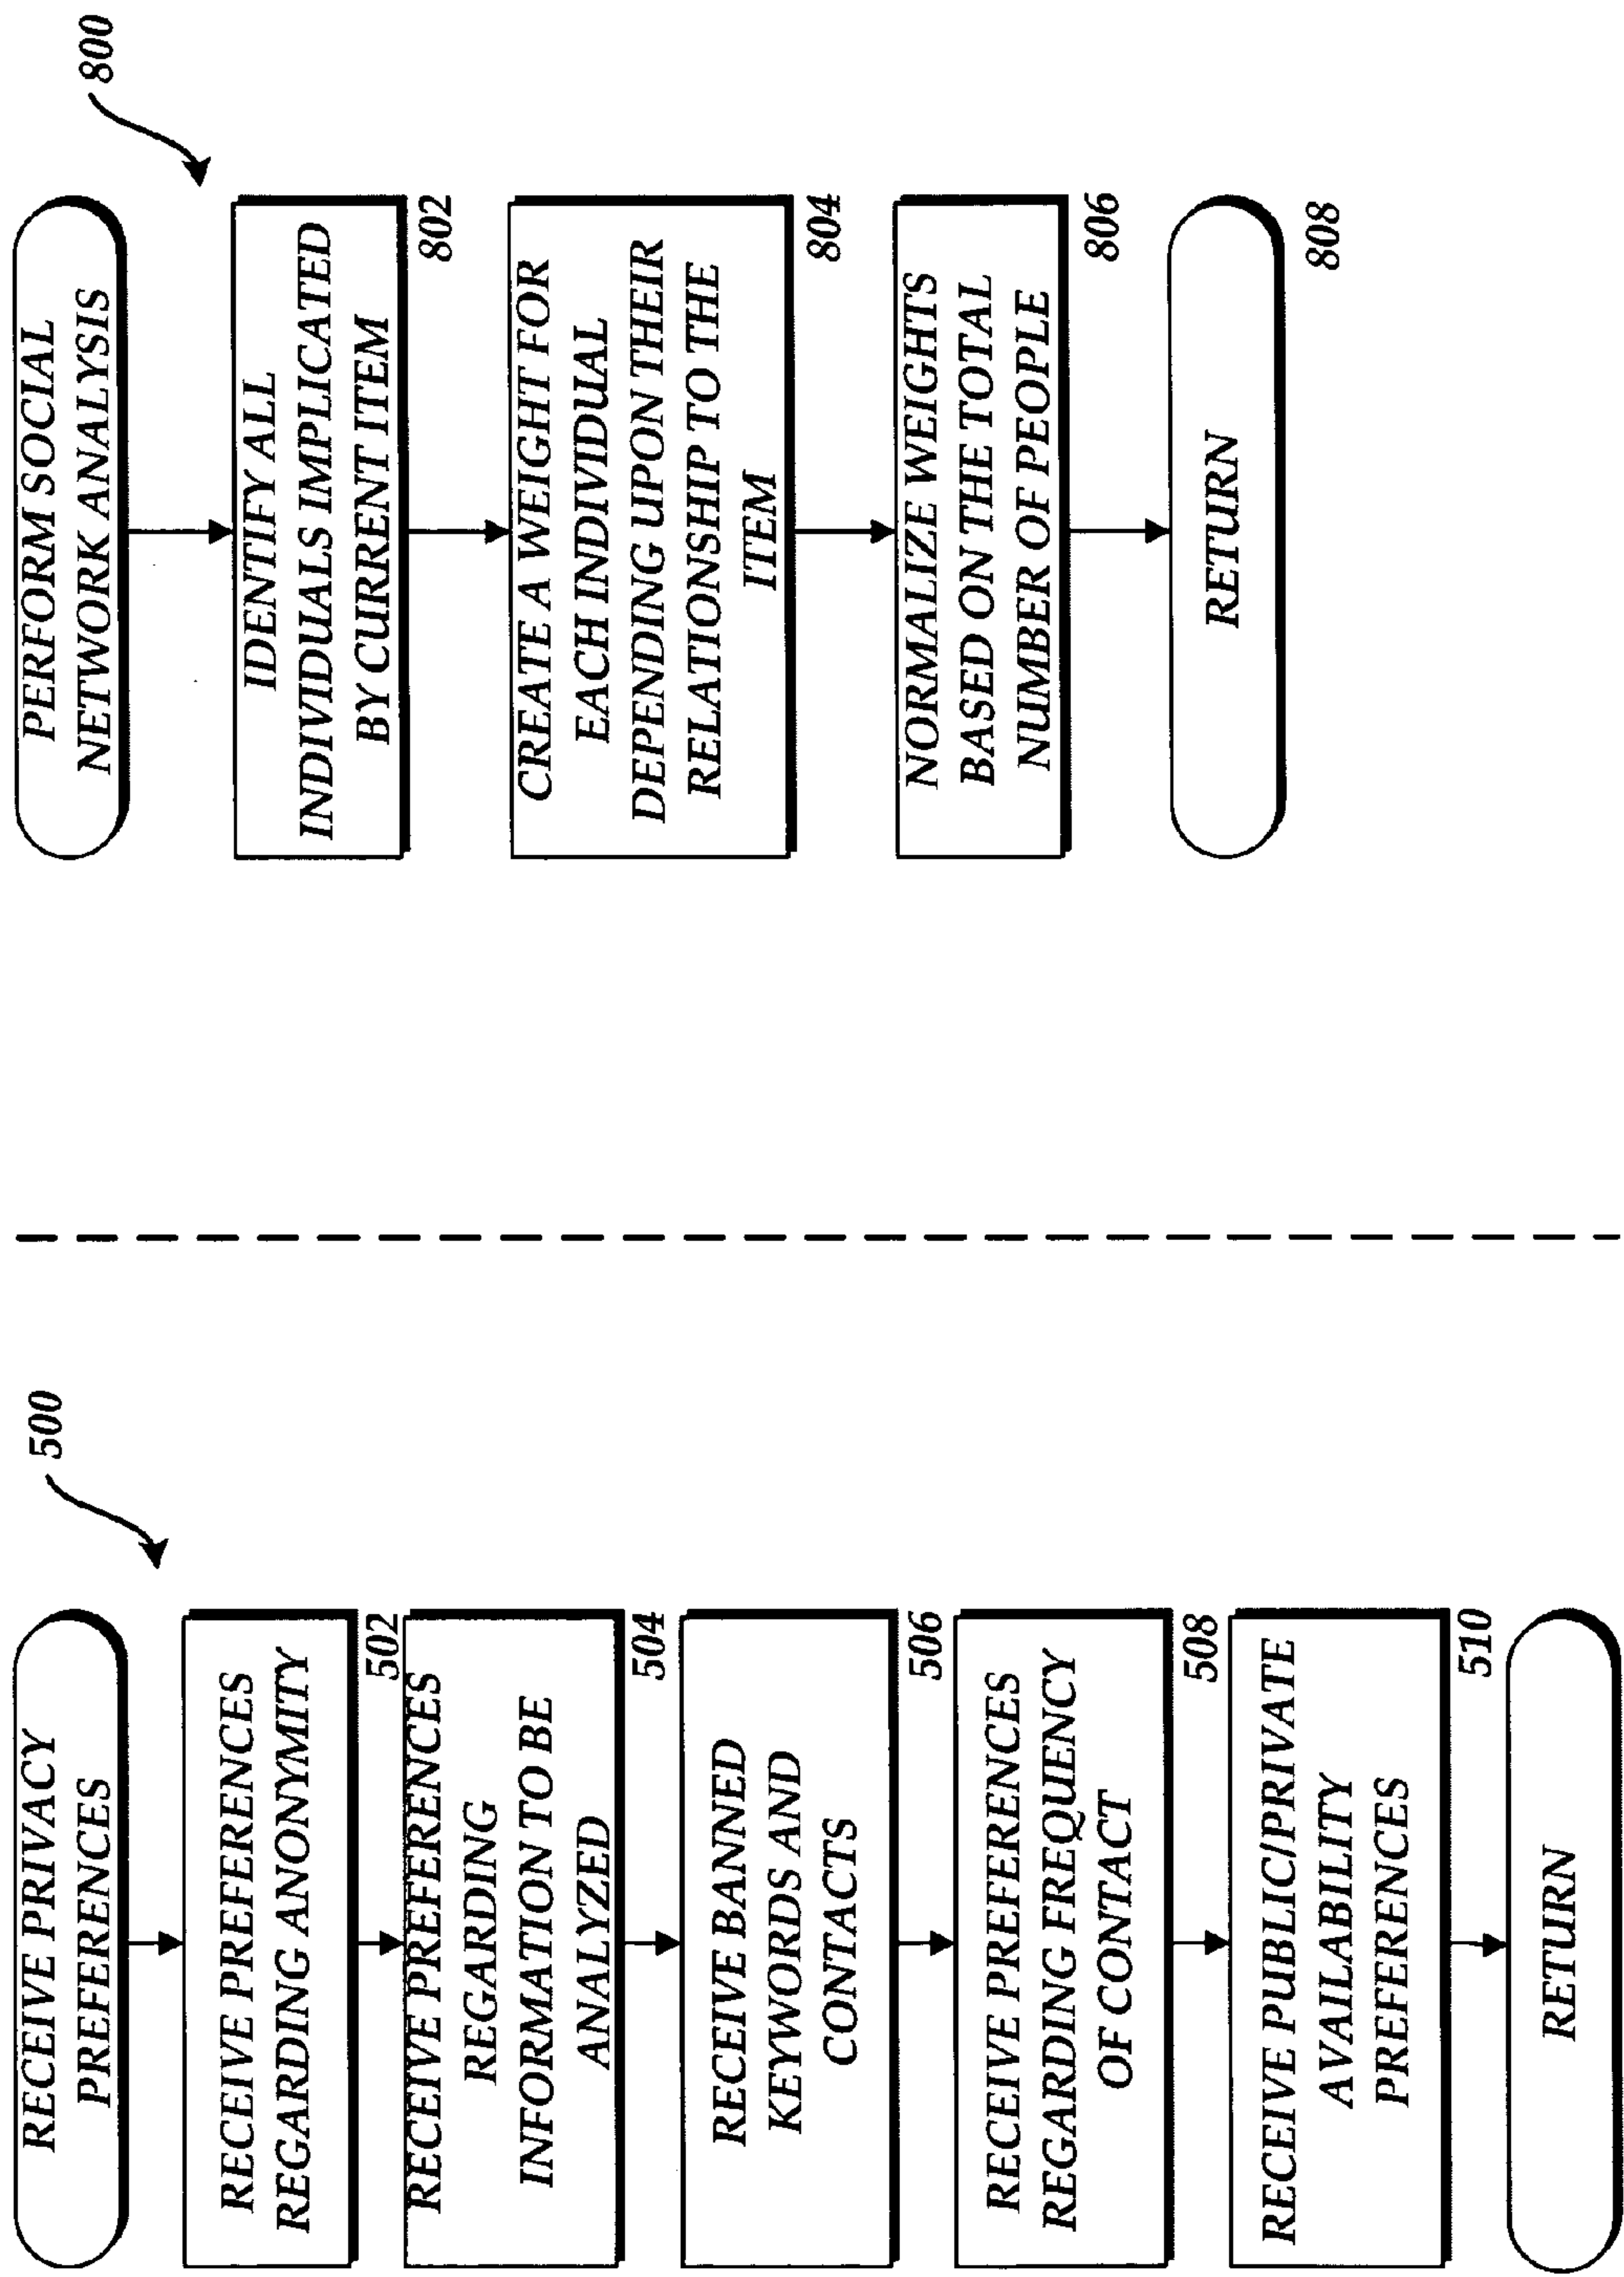 RECEIVE PRIVACY
PREFERENCES
500
RECEIVE PREFERENCES
REGARDING ANONYMITY
502
RECEIVE PREFERENCES
REGARDING
INFORMATION TO BE
ANALYZED
504
RECEIVE BANNED
KEYWORDS AND
CONTACTS
506
RECEIVE PREFERENCES
REGARDING FREQUENCY
OF CONTACT
508
RECEIVE PUBLIC/PRIVATE
AVAILABILITY
PREFERENCES
510
RETURN
PERFORM SOCIAL
NETWORK ANALYSIS
800
IDENTIFY ALL
INDIVIDUALS IMPLICATED
BY CURRENT ITEM
802
CREATE A WEIGHT FOR
EACH INDIVIDUAL
DEPENDING UPON THEIR
RELATIONSHIP TO THE
ITEM
804
NORMALIZE WEIGHTS
BASED ON THE TOTAL
NUMBER OF PEOPLE
806
RETURN
808